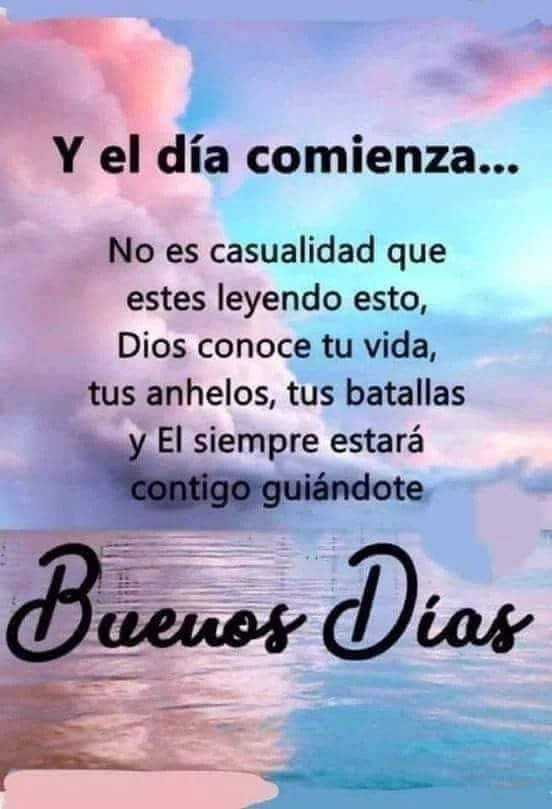 Y el día comienza...
No es casualidad que
estes leyendo esto,
Dios conoce tu vida,
tus anhelos, tus batallas
y El siempre estará
contigo guiándote
Buenos Días